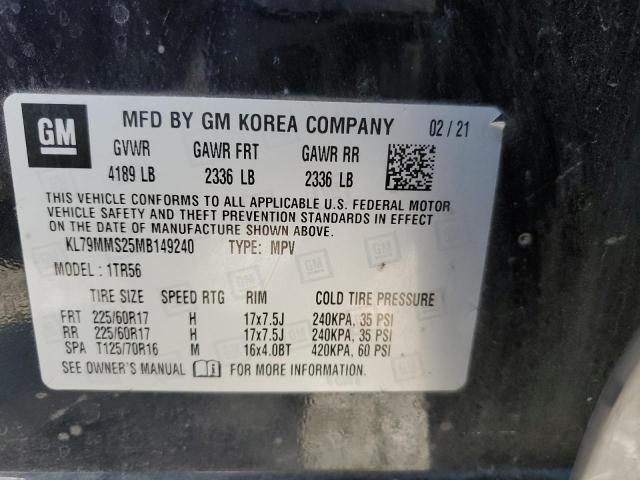 GM MFD BY GM KOREA COMPANY 02 / 21
GVWR GAWR FRT GAWR RR
4189 LB 2336 LB 2336 LB
THIS VEHICLE CONFORMS TO ALL APPLICABLE U.S. FEDERAL MOTOR
VEHICLE SAFETY AND THEFT PREVENTION STANDARDS IN EFFECT
ON THE DATE OF MANUFACTURE SHOWN ABOVE.
KL79MMS25MB149240 TYPE: MPV
MODEL : 1TR56
TIRE SIZE SPEED RTG RIM COLD TIRE PRESSURE
FRT 225/60R17 H 17x7.5J 240KPA, 35 PSI
RR 225/60R17 H 17x7.5J 240KPA, 35 PSI
SPA T125/70R16 M 16x4.0BT 420KPA, 60 PSI
SEE OWNER'S MANUAL FOR MORE INFORMATION.